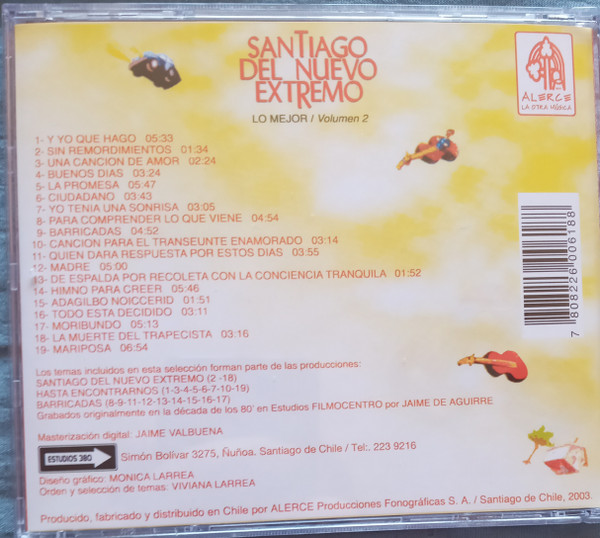 SANTIAGO
DEL NUEVO
EXTREMO
LO MEJOR / Volumen 2
ALERCE
LA OTRA MÚSICA
1- Y YO QUE HAGO 05:33
2- SIN REMORDIMIENTOS 01:34
3- UNA CANCION DE AMOR 02:24
4- BUENOS DIAS 03:24
5- LA PROMESA 05:47
6- CIUDADANO 03:43
7- YO TENIA UNA SONRISA 03:05
8- PARA COMPRENDER LO QUE VIENE 04:54
9- BARRICADAS 04:52
10- CANCION PARA EL TRANSEUNTE ENAMORADO 03:14
11- QUIEN DARA RESPUESTA POR ESTOS DIAS 03:55
12- MADRE 05:00
13- DE ESPALDA POR RECOLETA CON LA CONCIENCIA TRANQUILA 01:52
14- HIMNO PARA CREER 05:46
15- ADAGILBO NOICCERID 01:51
16- TODO ESTA DECIDIDO 03:11
17- MORIBUNDO 05:13
18- LA MUERTE DEL TRAPECISTA 03:16
19- MARIPOSA 06:54
7 808226 006188
Los temas incluidos en esta selección forman parte de las producciones:
SANTIAGO DEL NUEVO EXTREMO (2 -18)
HASTA ENCONTRARNOS (1-3-4-5-6-7-10-19)
BARRICADAS (8-9-11-12-13-14-15-16-17)
Grabados originalmente en la década de los 80' en Estudios FILMOCENTRO por JAIME DE AGUIRRE
Masterización digital: JAIME VALBUENA
ESTUDIOS 380
Simón Bolívar 3275, Ñuñoa. Santiago de Chile / Tel:. 223 9216
Diseño gráfico: MONICA LARREA
Orden y selección de temas: VIVIANA LARREA
Producido, fabricado y distribuido en Chile por ALERCE Producciones Fonográficas S. A. / Santiago de Chile, 2003.